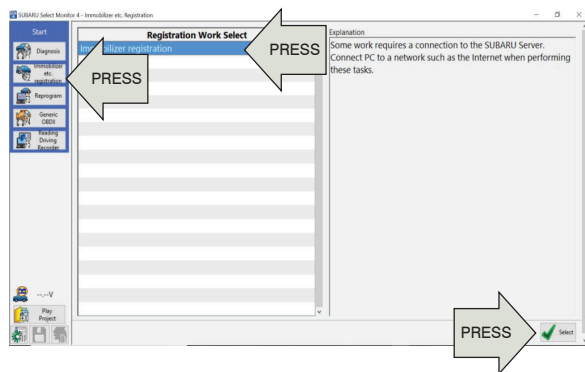 SUBARU Select Monitor 4 - Immobilizer etc. Registration
Start
Diagnosis
Immobilizer
etc.
registration
Reprogram
Generic
OBDII
Reading
Driving
Recorder
--.--V
Play
Project
Registration Work Select
Immobilizer registration
PRESS
PRESS
Explanation
Some work requires a connection to the SUBARU Server.
Connect PC to a network such as the Internet when performing
these tasks.
PRESS
Select